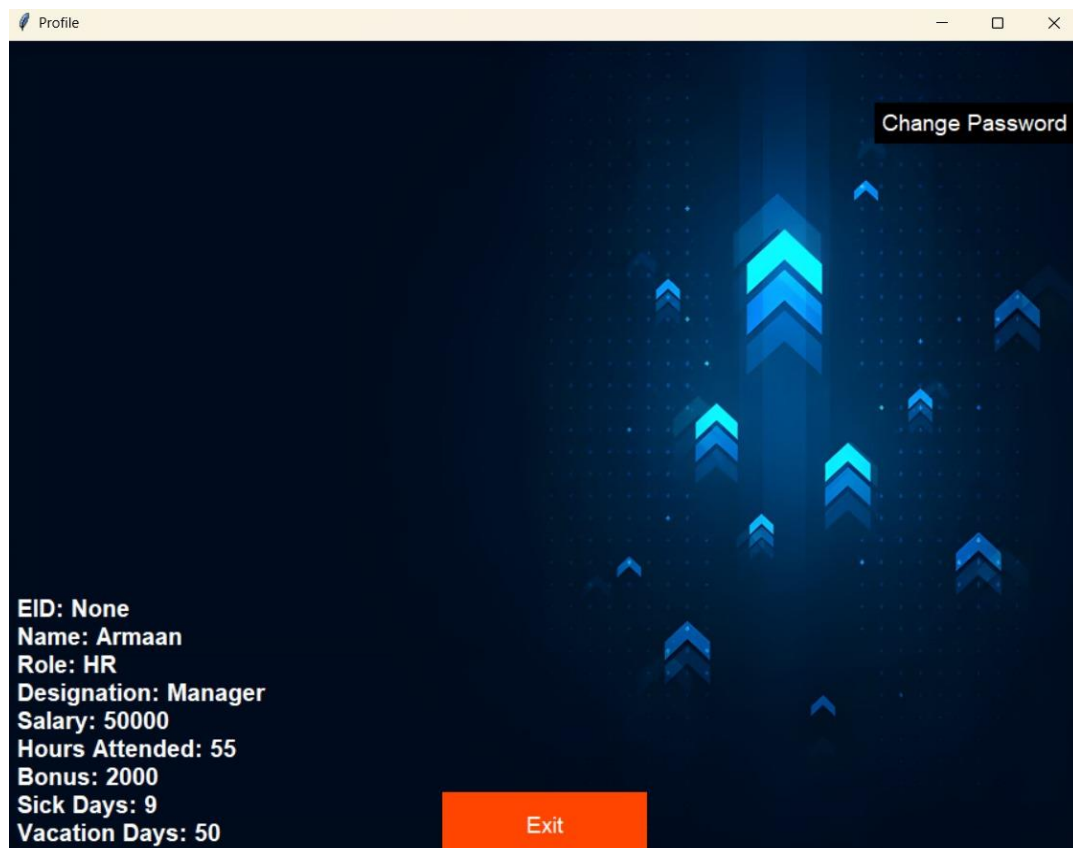 Profile
Change Password
EID: None
Name: Armaan
Role: HR
Designation: Manager
Salary: 50000
Hours Attended: 55
Bonus: 2000
Sick Days: 9
Vacation Days: 50
Exit